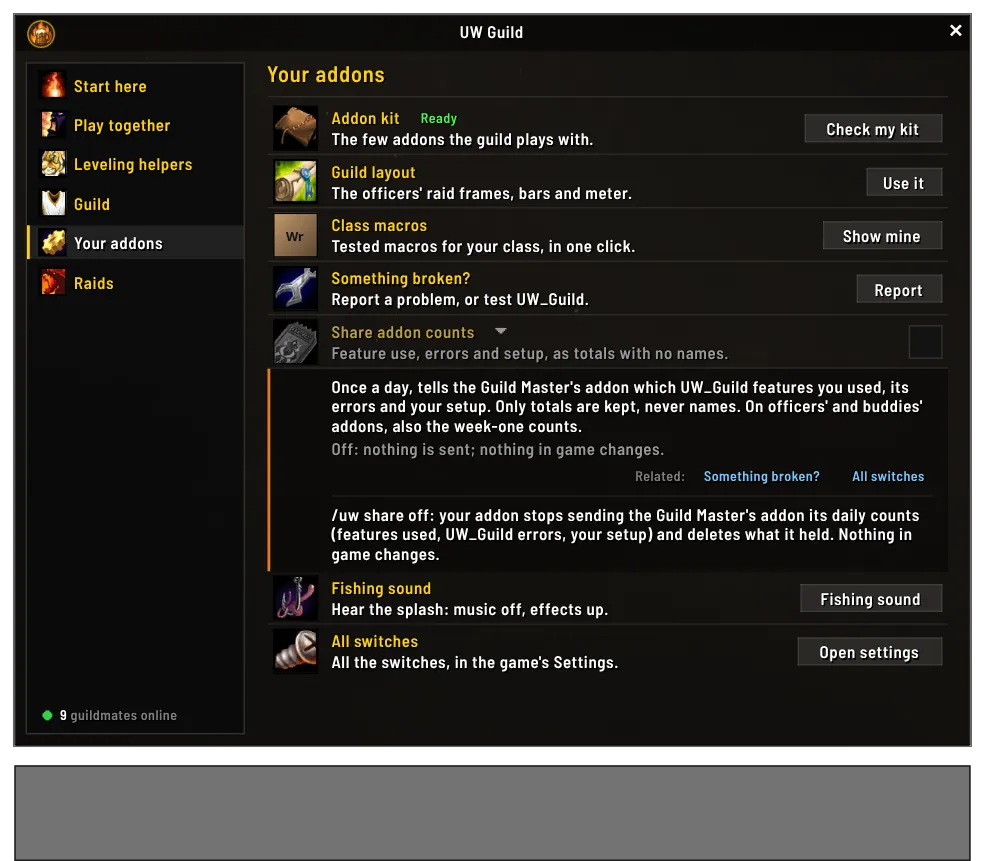 UW Guild
Start here
Play together
Leveling helpers
Guild
Your addons
Raids
9 guildmates online
Your addons
Addon kit Ready
The few addons the guild plays with.
Check my kit
Guild layout
The officers' raid frames, bars and meter.
Use it
Wr
Class macros
Tested macros for your class, in one click.
Show mine
Something broken?
Report a problem, or test UW_Guild.
Report
Share addon counts
Feature use, errors and setup, as totals with no names.
Once a day, tells the Guild Master's addon which UW_Guild features you used, its
errors and your setup. Only totals are kept, never names. On officers' and buddies'
addons, also the week-one counts.
Off: nothing is sent; nothing in game changes.
Related: Something broken? All switches
/uw share off: your addon stops sending the Guild Master's addon its daily counts
(features used, UW_Guild errors, your setup) and deletes what it held. Nothing in
game changes.
Fishing sound
Hear the splash: music off, effects up.
Fishing sound
All switches
All the switches, in the game's Settings.
Open settings